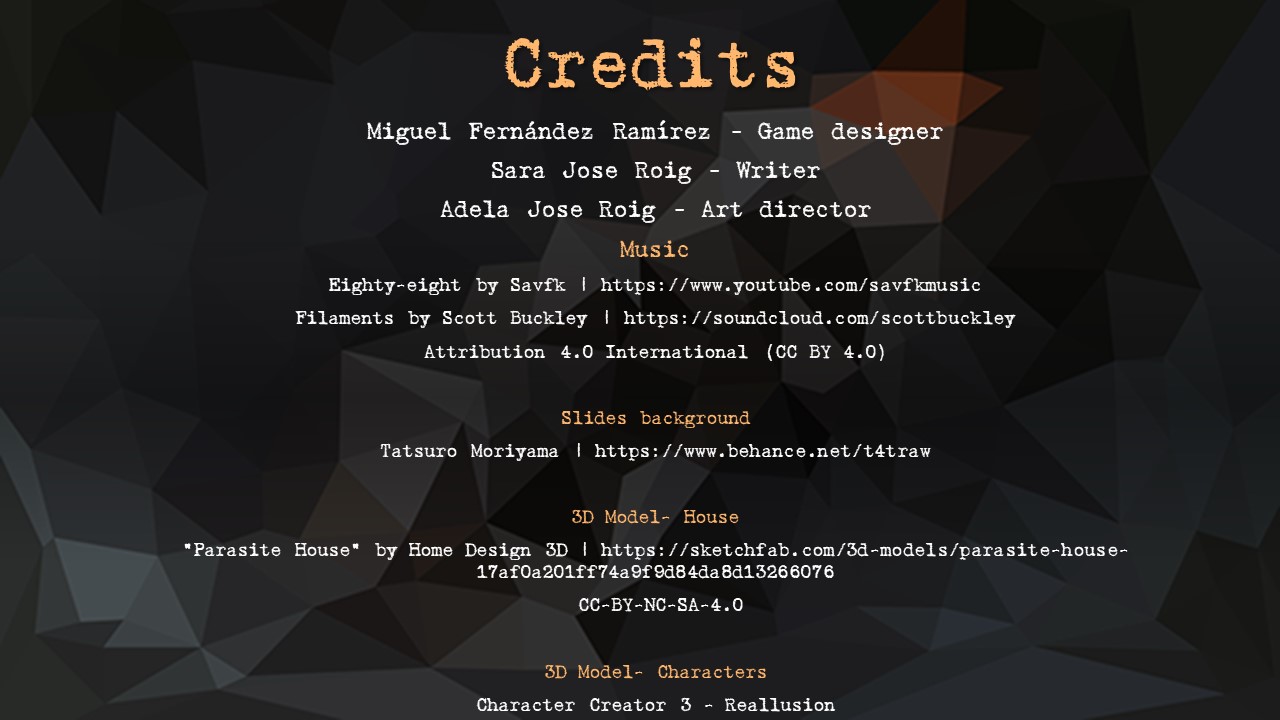 Credits
Miguel Fernández Ramírez - Game designer
Sara Jose Roig - Writer
Adela Jose Roig - Art director
Music
Eighty-eight by Savfk | https://www.youtube.com/savfkmusic
Filaments by Scott Buckley | https://soundcloud.com/scottbuckley
Attribution 4.0 International (CC BY 4.0)
Slides background
Tatsuro Moriyama | https://www.behance.net/t4traw
3D Model- House
"Parasite House" by Home Design 3D | https://sketchfab.com/3d-models/parasite-house-
17af0a201ff74a9f9d84da8d13266076
CC-BY-NC-SA-4.0
3D Model- Characters
Character Creator 3 - Reallusion